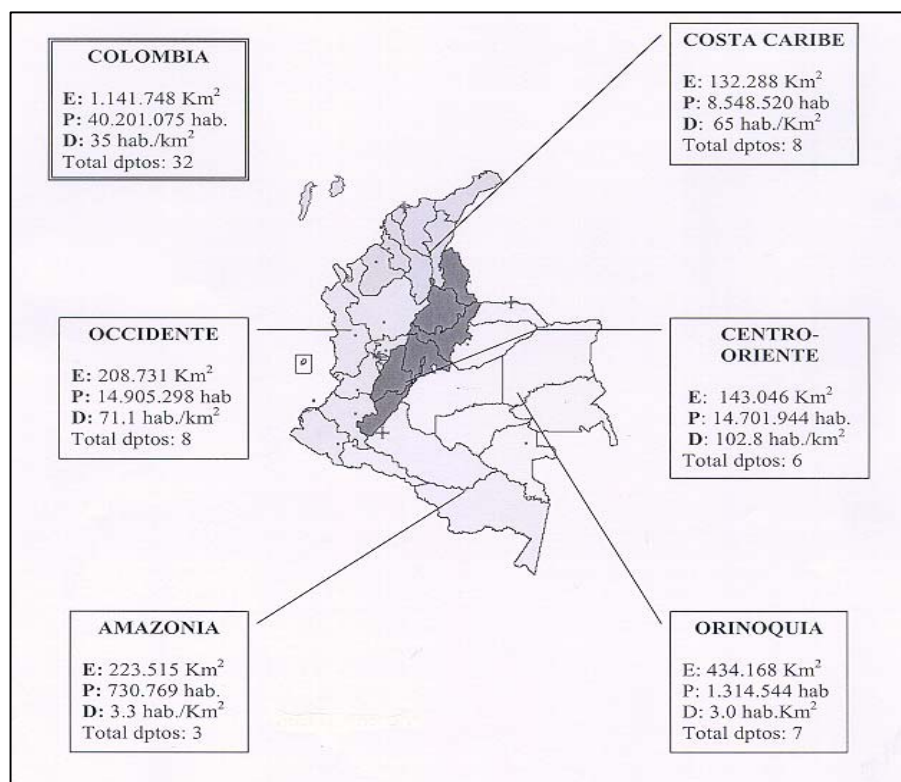 COLOMBIA
E: 1.141.748 Km²
P: 40.201.075 hab.
D: 35 hab./km²
Total dptos: 32
COSTA CARIBE
E: 132.288 Km²
P: 8.548.520 hab
D: 65 hab./Km²
Total dptos: 8
OCCIDENTE
E: 208.731 Km²
P: 14.905.298 hab
D: 71.1 hab./km²
Total dptos: 8
CENTRO-
ORIENTE
E: 143.046 Km²
P: 14.701.944 hab.
D: 102.8 hab./km²
Total dptos: 6
AMAZONIA
E: 223.515 Km²
P: 730.769 hab.
D: 3.3 hab./Km²
Total dptos: 3
ORINOQUIA
E: 434.168 Km²
P: 1.314.544 hab
D: 3.0 hab.Km²
Total dptos: 7